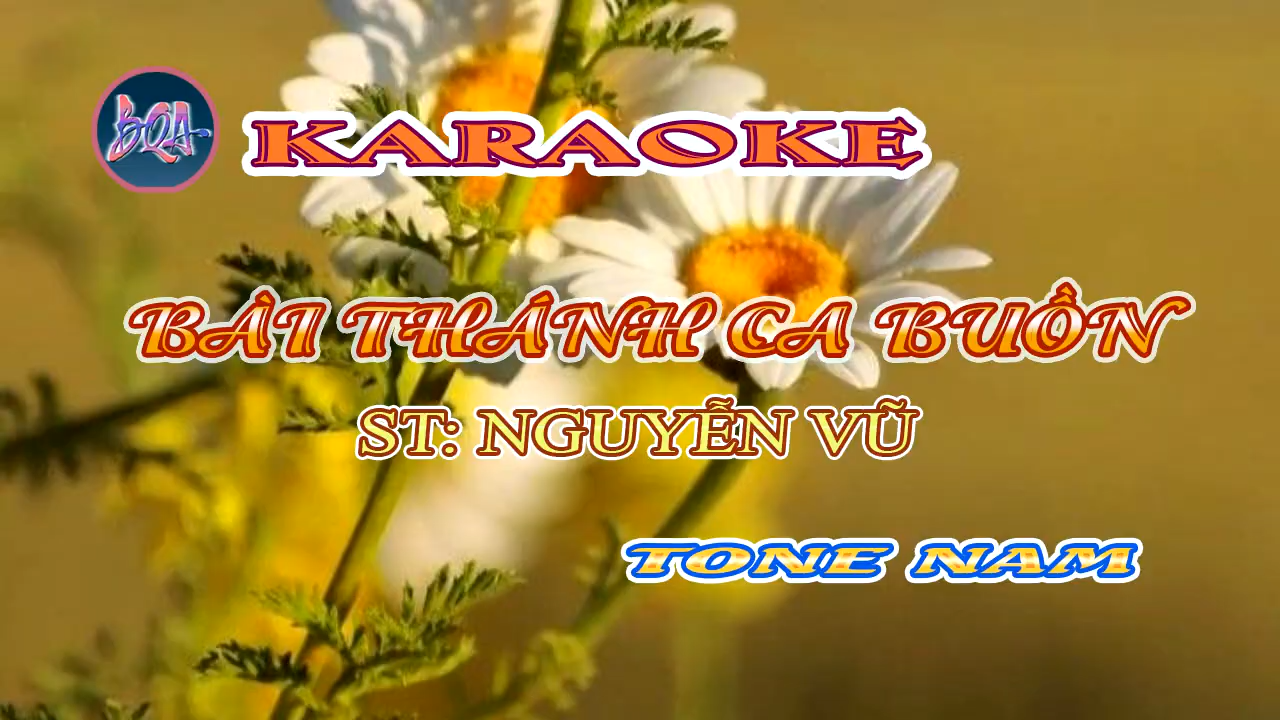 BQA
KARAOKE
BÀI THÁNH CA BUỒN
ST: NGUYỄN VŨ
TONE NAM